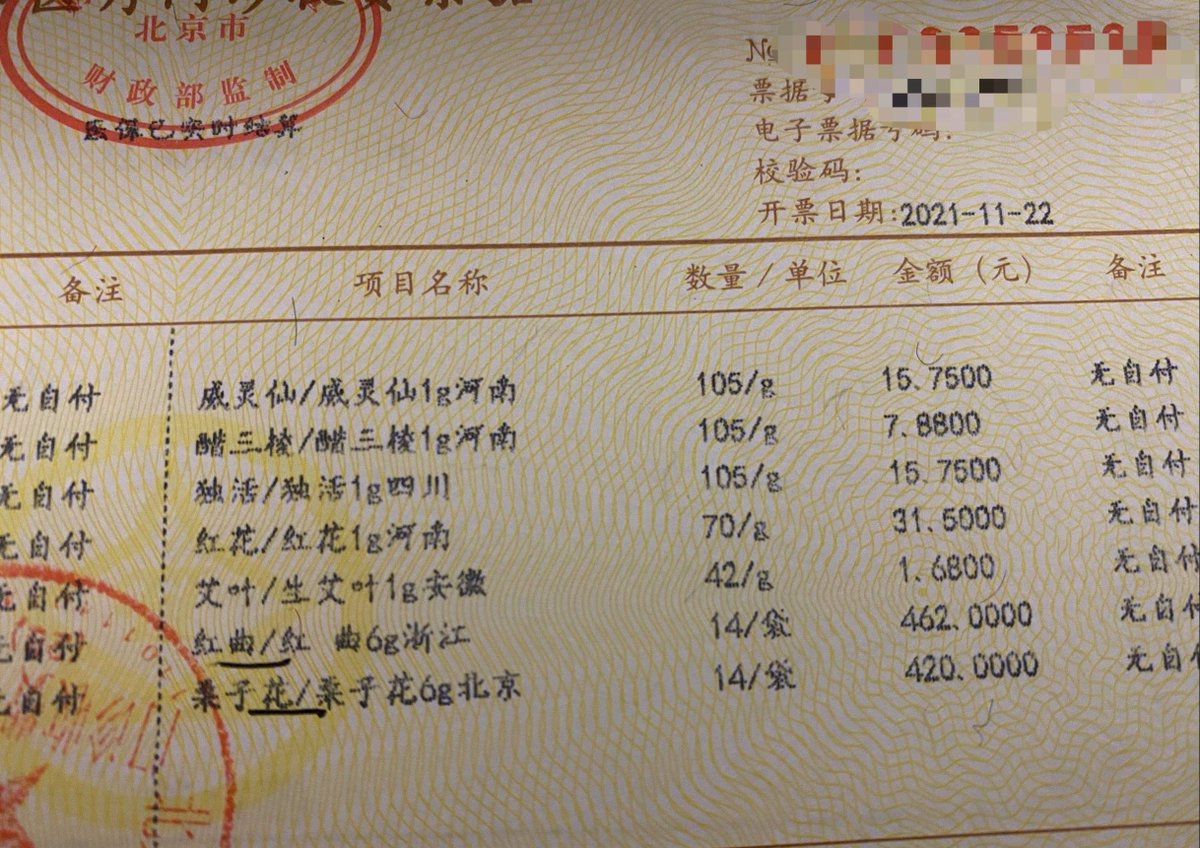 北京市
财政部监制
医保已实时结算
№
票据
电子票据号码:
校验码:
开票日期:2021-11-22
备注 项目名称 数量/单位 金额(元) 备注
无自付 威灵仙/威灵仙1g河南 105/g 15.7500 无自付
无自付 醋三棱/醋三棱1g河南 105/g 7.8800 无自付
无自付 独活/独活1g四川 105/g 15.7500 无自付
无自付 红花/红花1g河南 70/g 31.5000 无自付
无自付 艾叶/生艾叶1g安徽 42/g 1.6800 无自付
无自付 红曲/红 曲6g浙江 14/袋 462.0000 无自付
无自付 栗子花/栗子花6g北京 14/袋 420.0000 无自付